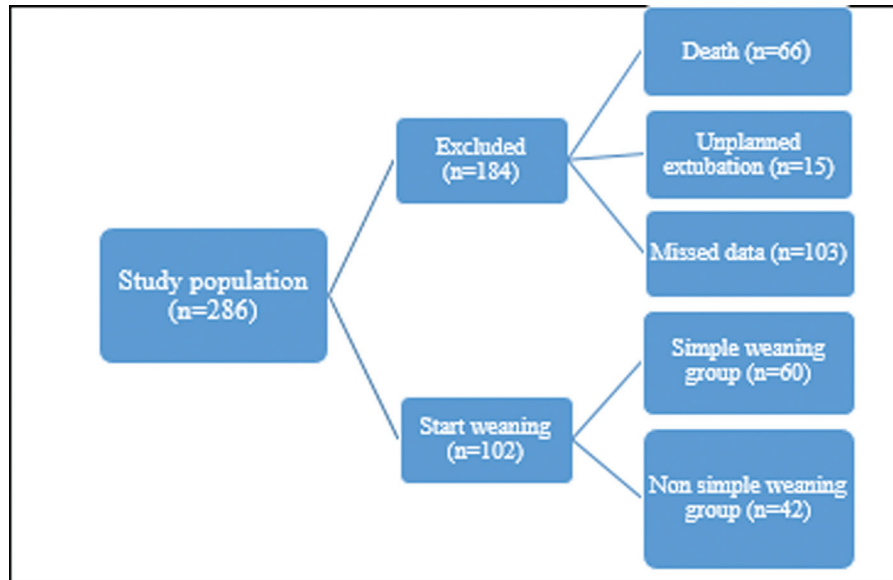 Study population
(n=286)
Excluded
(n=184)
Start weaning
(n=102)
Death (n=66)
Unplanned
extubation (n=15)
Missed data (n=103)
Simple weaning
group (n=60)
Non simple weaning
group (n=42)